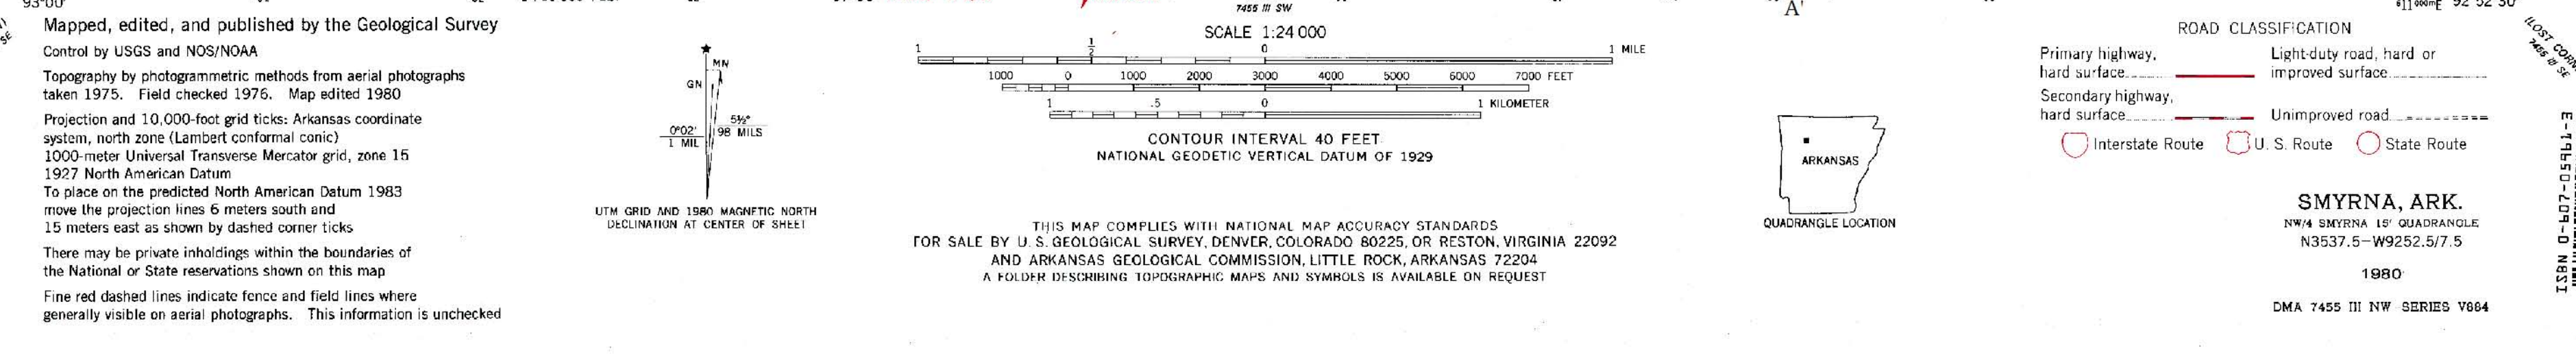 93°00'
Mapped, edited, and published by the Geological Survey
Control by USGS and NOS/NOAA
Topography by photogrammetric methods from aerial photographs
taken 1975. Field checked 1976. Map edited 1980
Projection and 10,000-foot grid ticks: Arkansas coordinate
system, north zone (Lambert conformal conic)
1000-meter Universal Transverse Mercator grid, zone 15
1927 North American Datum
To place on the predicted North American Datum 1983
move the projection lines 6 meters south and
15 meters east as shown by dashed corner ticks
There may be private inholdings within the boundaries of
the National or State reservations shown on this map
Fine red dashed lines indicate fence and field lines where
generally visible on aerial photographs. This information is unchecked
MN
GN
5½°
98 MILS
0°02'
1 MIL
UTM GRID AND 1980 MAGNETIC NORTH
DECLINATION AT CENTER OF SHEET
7455 III SW
SCALE 1:24 000
1 ½ 0 1 MILE
1000 0 1000 2000 3000 4000 5000 6000 7000 FEET
1 .5 0 1 KILOMETER
CONTOUR INTERVAL 40 FEET
NATIONAL GEODETIC VERTICAL DATUM OF 1929
THIS MAP COMPLIES WITH NATIONAL MAP ACCURACY STANDARDS
FOR SALE BY U. S. GEOLOGICAL SURVEY, DENVER, COLORADO 80225, OR RESTON, VIRGINIA 22092
AND ARKANSAS GEOLOGICAL COMMISSION, LITTLE ROCK, ARKANSAS 72204
A FOLDER DESCRIBING TOPOGRAPHIC MAPS AND SYMBOLS IS AVAILABLE ON REQUEST
A'
ARKANSAS
QUADRANGLE LOCATION
611000mE 92°52'30"
ROAD CLASSIFICATION
Primary highway,
hard surface
Light-duty road, hard or
improved surface
Secondary highway,
hard surface
Unimproved road
Interstate Route U. S. Route State Route
SMYRNA, ARK.
NW/4 SMYRNA 15' QUADRANGLE
N3537.5–W9252.5/7.5
1980
DMA 7455 III NW–SERIES V884
7455 III SE